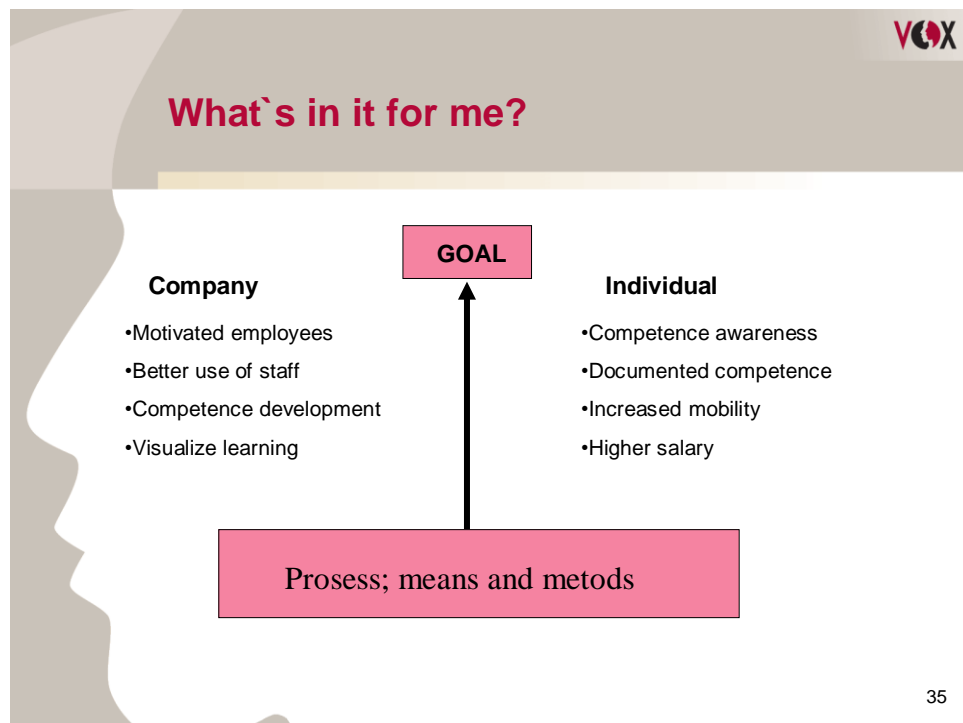 VOX
What`s in it for me?
GOAL
Company
•Motivated employees
•Better use of staff
•Competence development
•Visualize learning
Individual
•Competence awareness
•Documented competence
•Increased mobility
•Higher salary
Prosess; means and metods
35